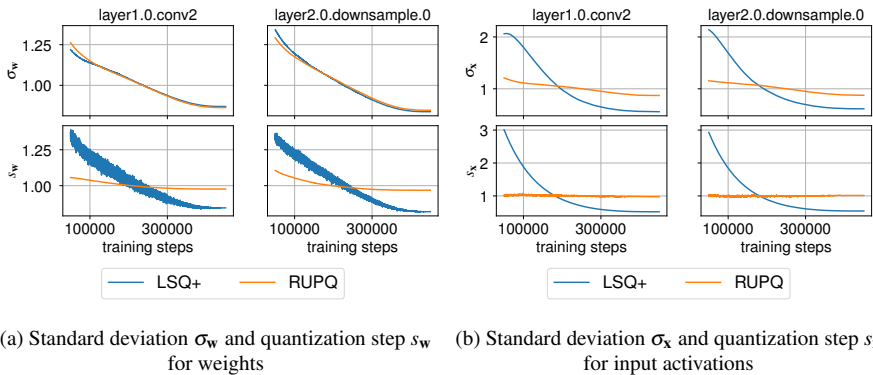 layer1.0.conv2 layer2.0.downsample.0 layer1.0.conv2 layer2.0.downsample.0
σw 1.25 1.00
σx 2 1
sw 1.25 1.00
sx 3 2 1
100000 300000 100000 300000 100000 300000 100000 300000
training steps training steps training steps training steps
LSQ+ RUPQ LSQ+ RUPQ
(a) Standard deviation σw and quantization step sw
for weights
(b) Standard deviation σx and quantization step s
for input activations